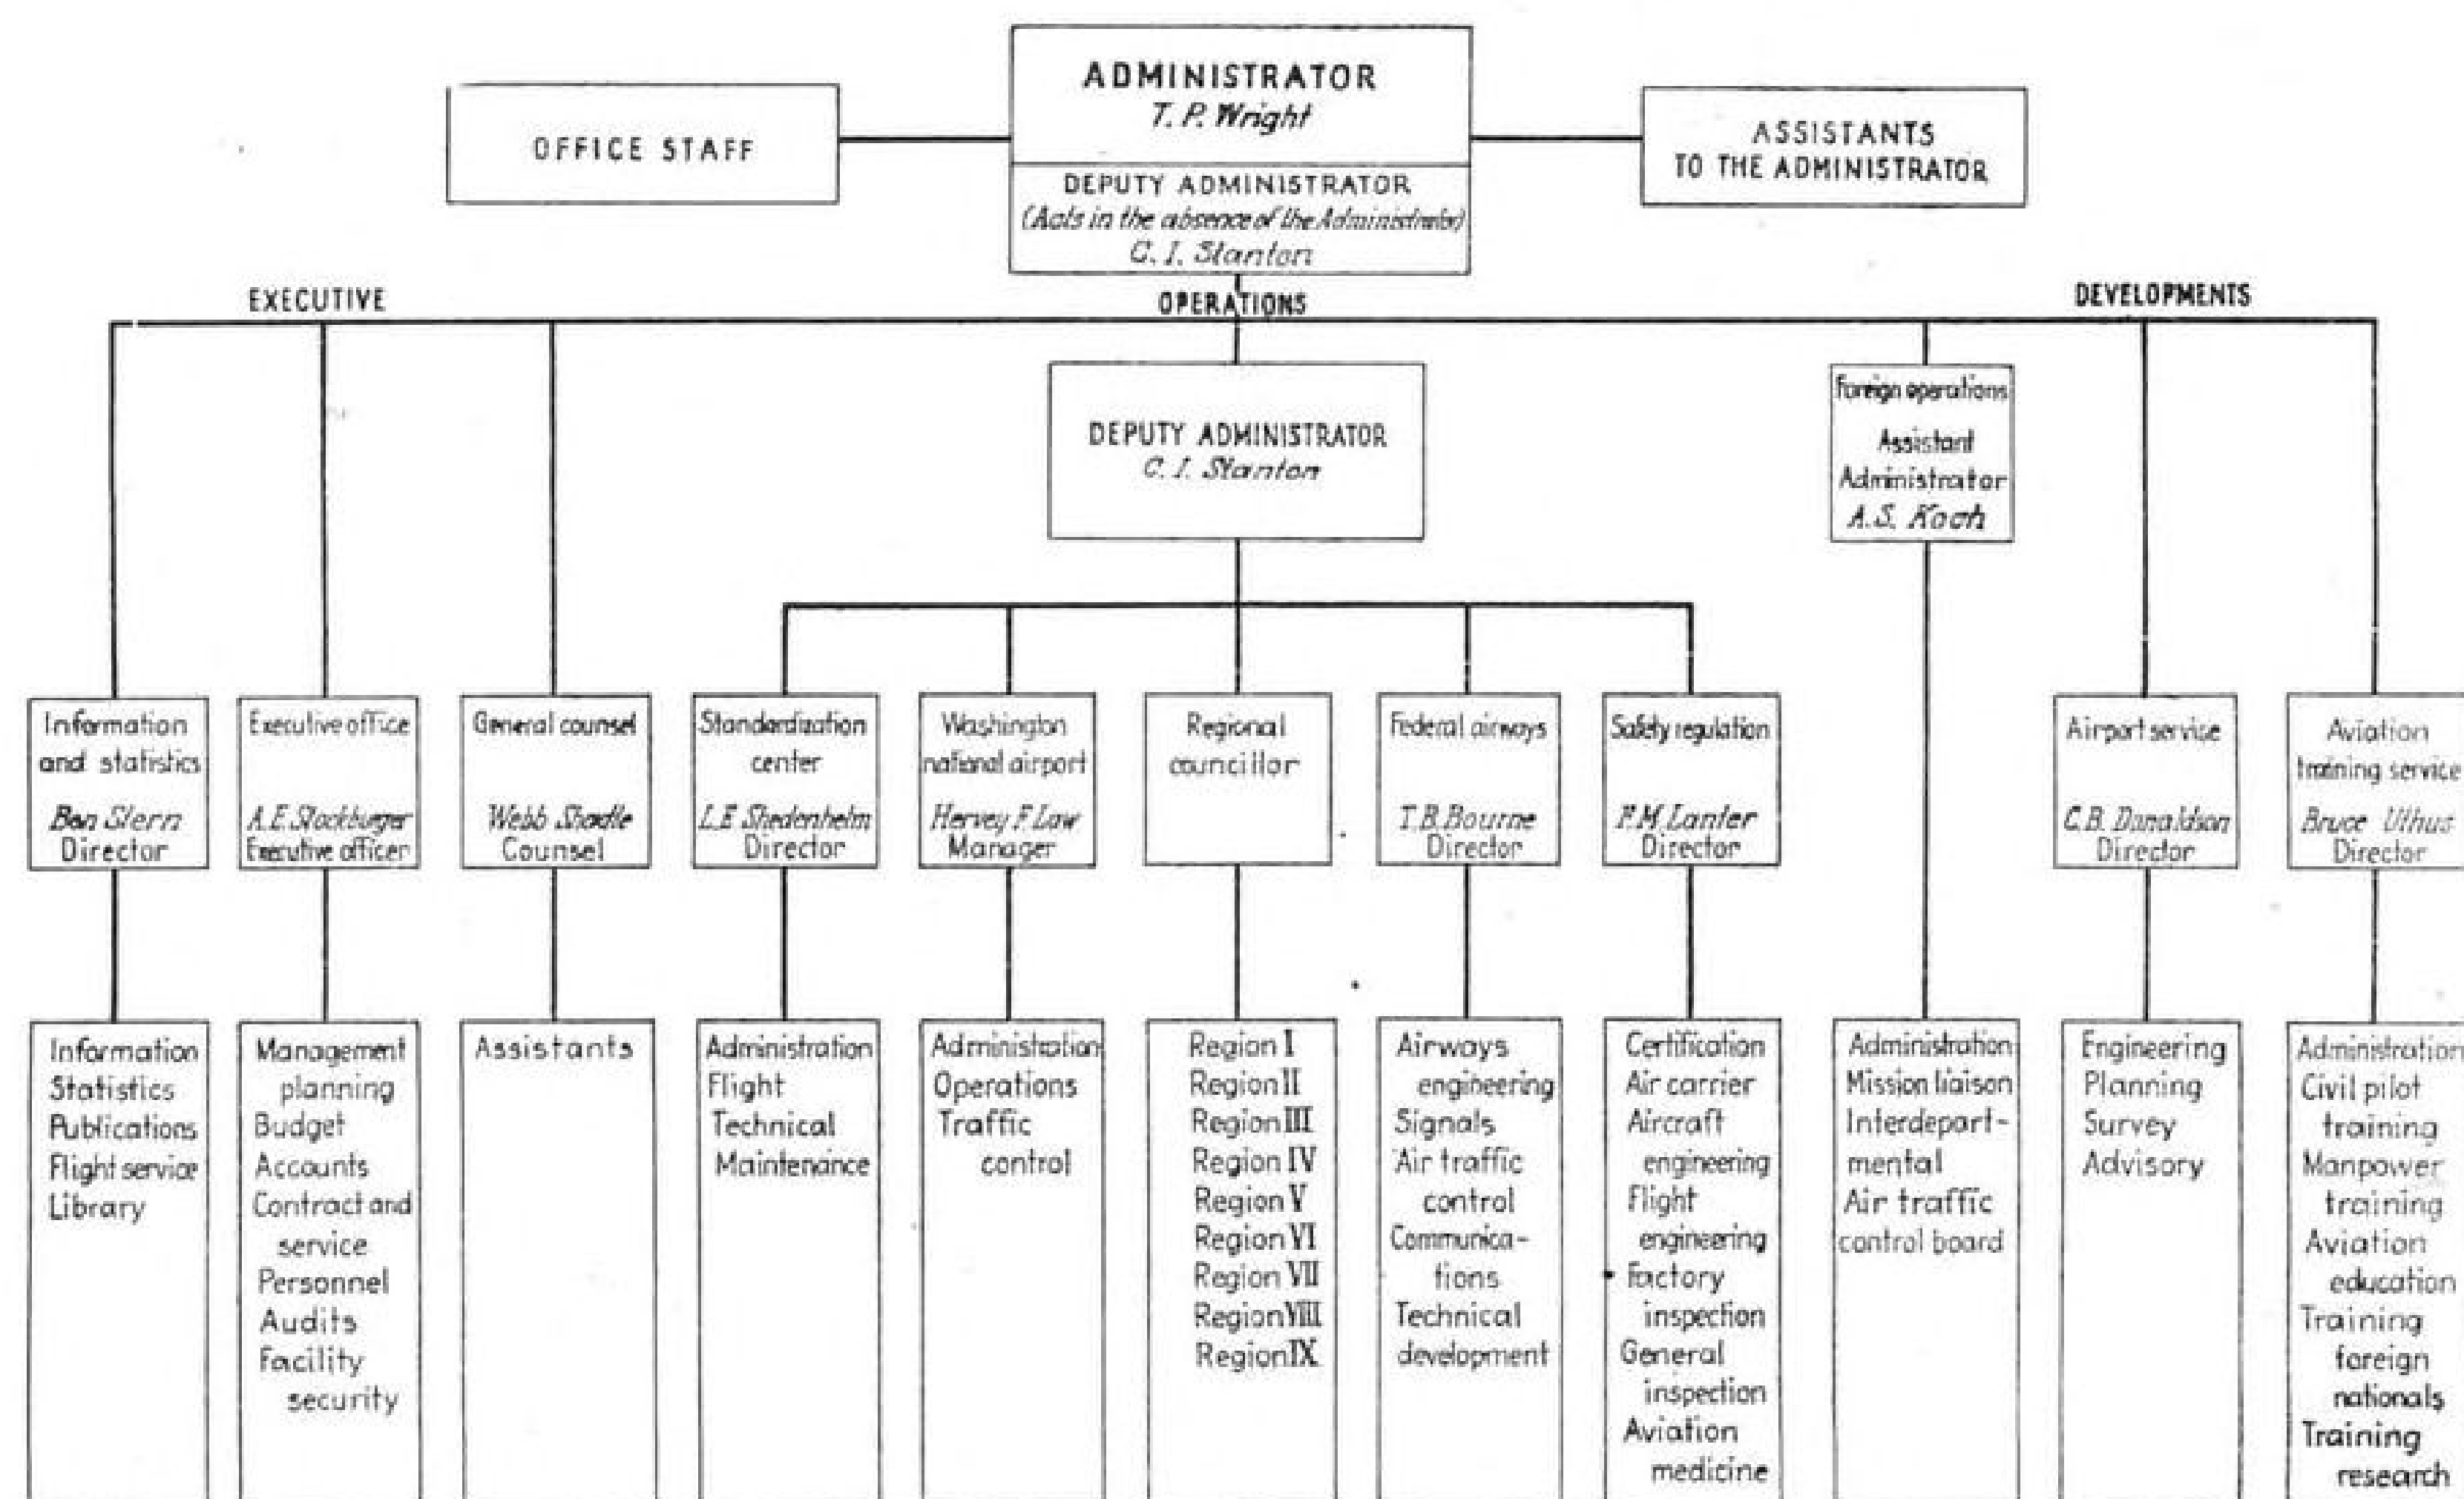 ADMINISTRATOR
T. P. Wright
OFFICE STAFF
ASSISTANTS
TO THE ADMINISTRATOR
DEPUTY ADMINISTRATOR
(Acts in the absence of the Administrator)
C. I. Stanton
EXECUTIVE
OPERATIONS
DEVELOPMENTS
DEPUTY ADMINISTRATOR
C. I. Stanton
Foreign operations
Assistant
Administrator
A. S. Koch
Information
and statistics
Ben Stern
Director
Executive office
A. E. Stockburger
Executive officer
General counsel
Webb Shadle
Counsel
Standardization
center
L. E. Shedenhelm
Director
Washington
national airport
Hervey F. Law
Manager
Regional
councillor
Federal airways
T. B. Bourne
Director
Safety regulation
F. M. Lanter
Director
Airport service
C. B. Donaldson
Director
Aviation
training service
Bruce
Director
Information
Statistics
Publications
Flight service
Library
Management
planning
Budget
Accounts
Contract and
service
Personnel
Audits
Facility
security
Assistants
Administration
Flight
Technical
Maintenance
Administration
Operations
Traffic
control
Region I
Region II
Region III
Region IV
Region V
Region VI
Region VII
Region VIII
Region IX
Airways
engineering
Signals
Air traffic
control
Communica-
tions
Technical
development
Certification
Air carrier
Aircraft
engineering
Flight
engineering
Factory
inspection
General
inspection
Aviation
medicine
Administration
Mission liaison
Interdepart-
mental
Air traffic
control board
Engineering
Planning
Survey
Advisory
Administration
Civil pilot
training
Manpower
training
Aviation
education
Training
foreign
nationals
Training
research